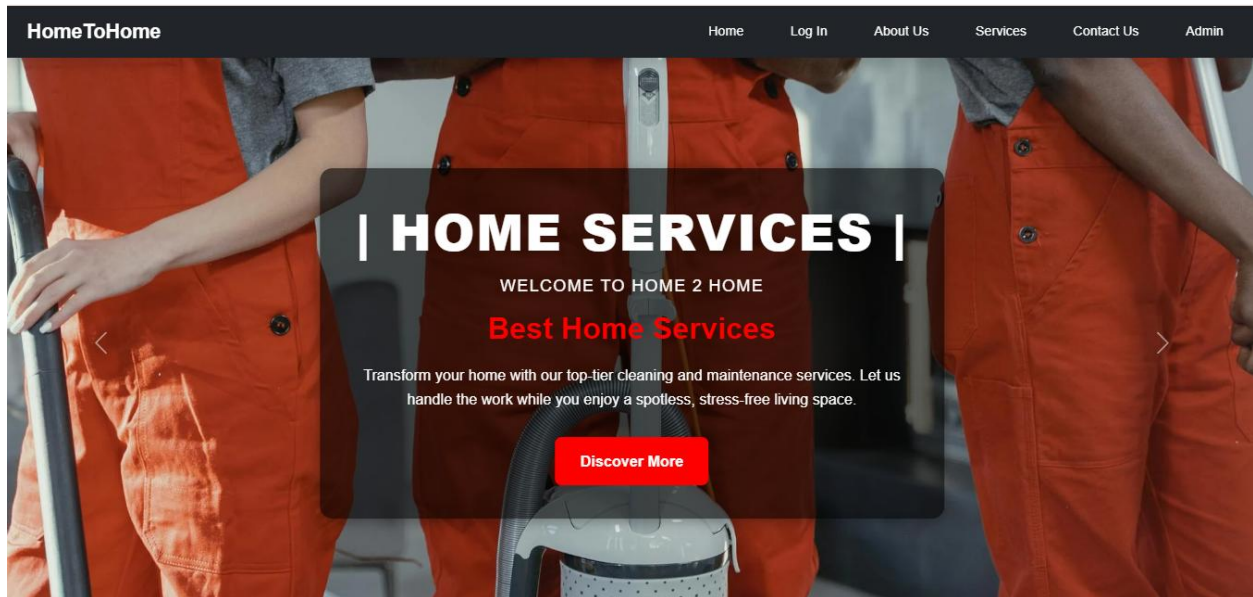 HomeToHome
Home Log In About Us Services Contact Us Admin
| HOME SERVICES |
WELCOME TO HOME 2 HOME
Best Home Services
Transform your home with our top-tier cleaning and maintenance services. Let us
handle the work while you enjoy a spotless, stress-free living space.
Discover More